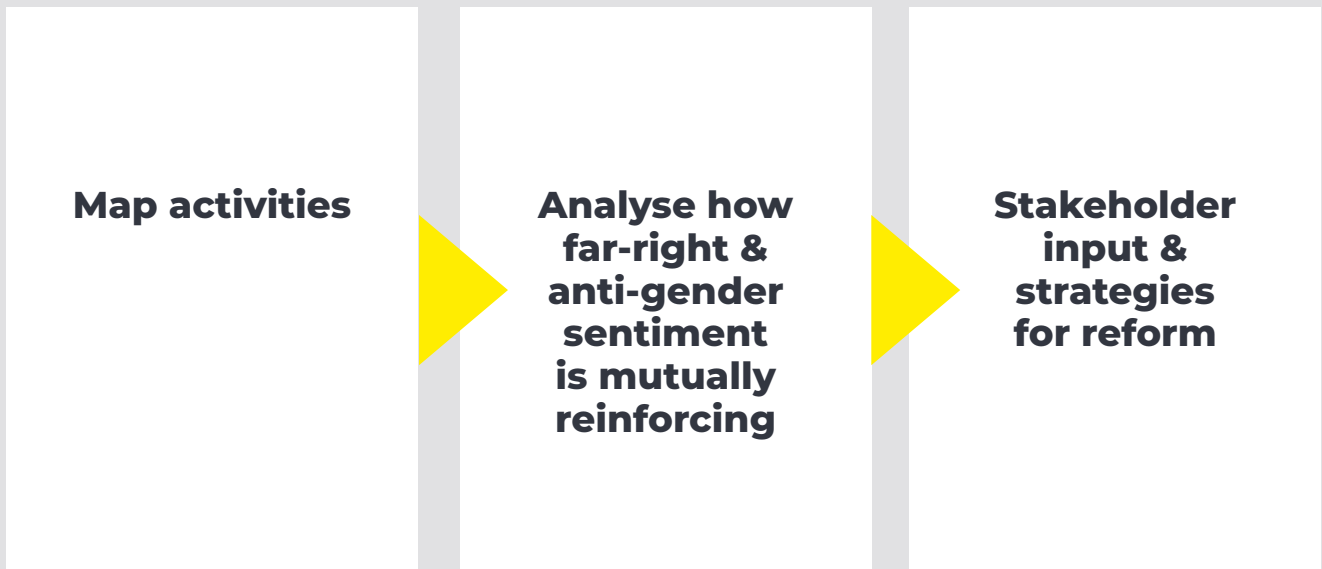 Map activities
Analyse how
far-right &
anti-gender
sentiment
is mutually
reinforcing
Stakeholder
input &
strategies
for reform